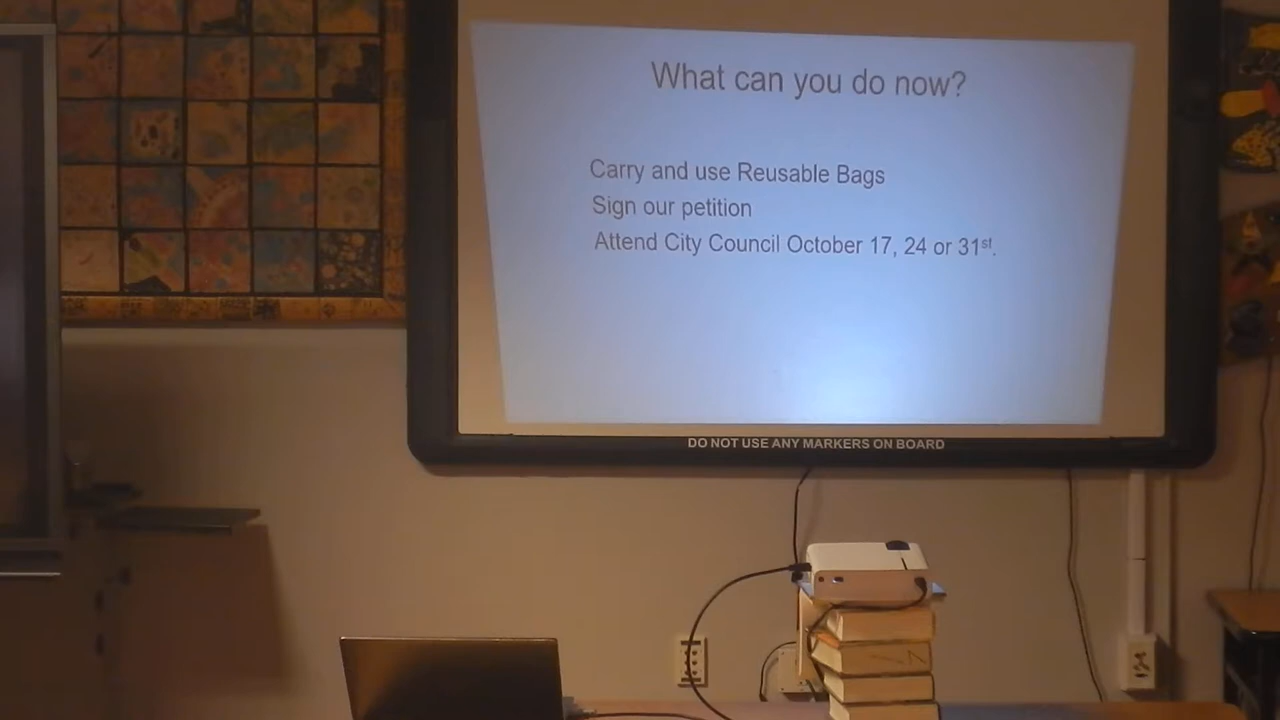 What can you do now?
Carry and use Reusable Bags
Sign our petition
Attend City Council October 17, 24 or 31st.
DO NOT USE ANY MARKERS ON BOARD